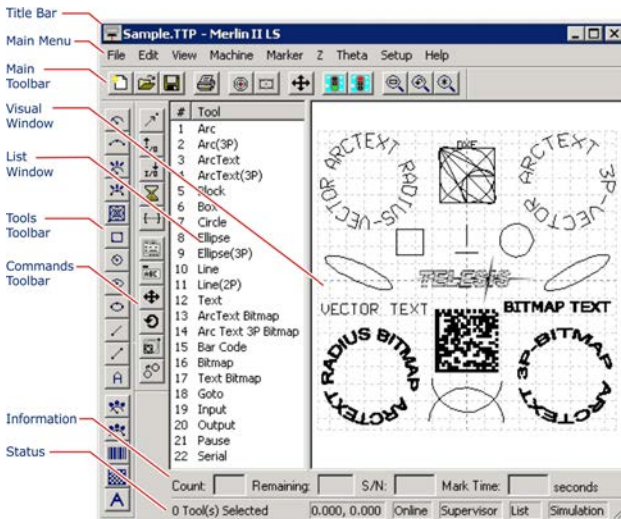 Title Bar
Sample.TTP - Merlin II LS
Main Menu
File Edit View Machine Marker Z Theta Setup Help
Main
Toolbar
Visual
Window
List
Window
Tools
Toolbar
Commands
Toolbar
Information
Status
# Tool
1 Arc
2 Arc(3P)
3 ArcText
4 ArcText(3P)
5 Block
6 Box
7 Circle
8 Ellipse
9 Ellipse(3P)
10 Line
11 Line(2P)
12 Text
13 ArcText Bitmap
14 Arc Text 3P Bitmap
15 Bar Code
16 Bitmap
17 Text Bitmap
18 Goto
19 Input
20 Output
21 Pause
22 Serial
VECTOR ARCTEXT RADIUS-
DXF
ARCTEXT 3P-VECTOR
TELESIS
VECTOR TEXT
BITMAP TEXT
RADIUS BITMAP ARCTEXT
3P-BITMAP ARCTEXT
Count: Remaining: S/N: Mark Time: seconds
0 Tool(s) Selected 0.000, 0.000 Online Supervisor List Simulation